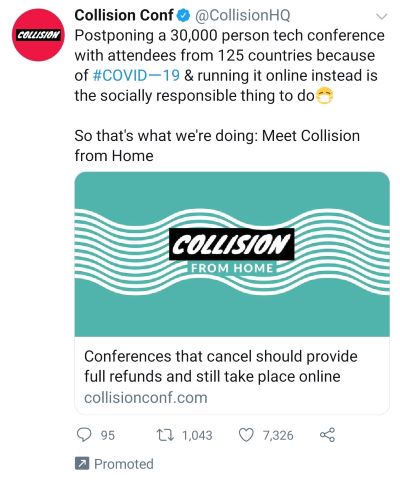 Collision Conf @CollisionHQ
COLLISION
Postponing a 30,000 person tech conference
with attendees from 125 countries because
of #COVID—19 & running it online instead is
the socially responsible thing to do😷
So that's what we're doing: Meet Collision
from Home
COLLISION
FROM HOME
Conferences that cancel should provide
full refunds and still take place online
collisionconf.com
95 1,043 7,326
Promoted